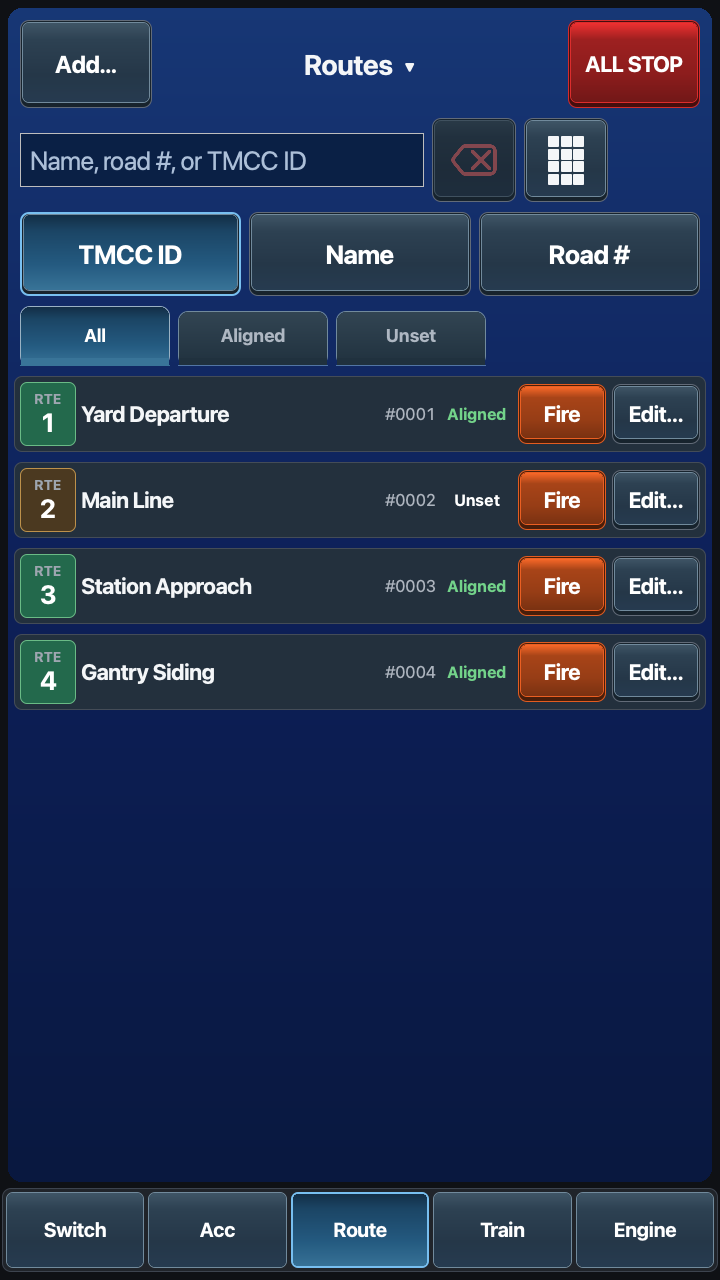 Add...
Routes ▼
ALL STOP
Name, road #, or TMCC ID
TMCC ID
Name
Road #
All
Aligned
Unset
RTE
1
Yard Departure
#0001
Aligned
Fire
Edit...
RTE
2
Main Line
#0002
Unset
Fire
Edit...
RTE
3
Station Approach
#0003
Aligned
Fire
Edit...
RTE
4
Gantry Siding
#0004
Aligned
Fire
Edit...
Switch
Acc
Route
Train
Engine